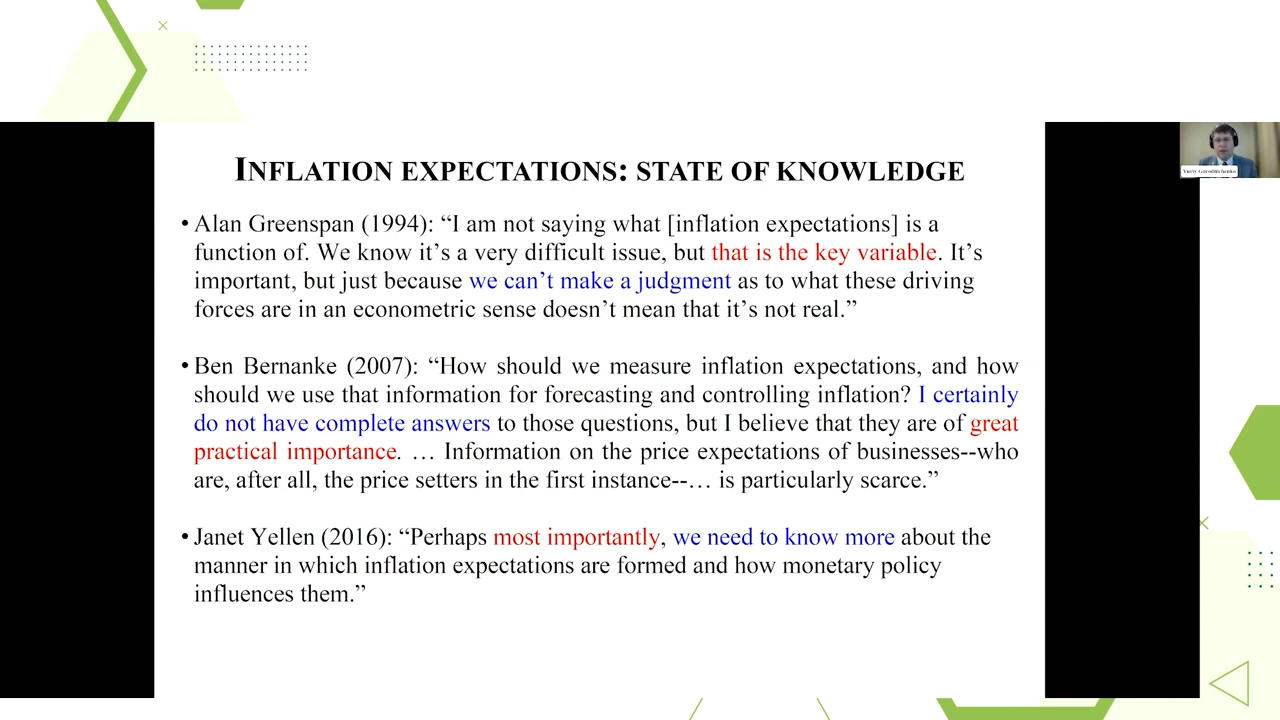 INFLATION EXPECTATIONS: STATE OF KNOWLEDGE
• Alan Greenspan (1994): “I am not saying what [inflation expectations] is a
function of. We know it’s a very difficult issue, but that is the key variable. It’s
important, but just because we can’t make a judgment as to what these driving
forces are in an econometric sense doesn’t mean that it’s not real.”
• Ben Bernanke (2007): “How should we measure inflation expectations, and how
should we use that information for forecasting and controlling inflation? I certainly
do not have complete answers to those questions, but I believe that they are of great
practical importance. … Information on the price expectations of businesses--who
are, after all, the price setters in the first instance--… is particularly scarce.”
• Janet Yellen (2016): “Perhaps most importantly, we need to know more about the
manner in which inflation expectations are formed and how monetary policy
influences them.”
Yuriy Gorodnichenko